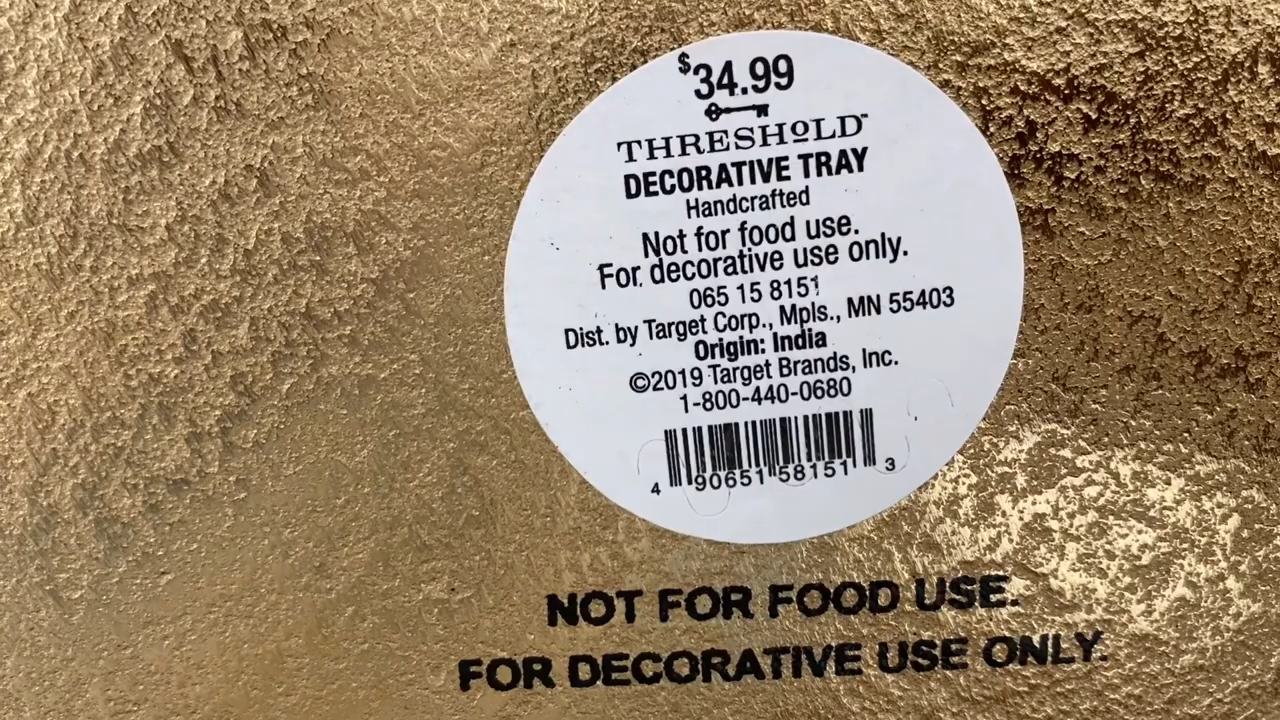 $34.99
THRESHOLD™
DECORATIVE TRAY
Handcrafted
Not for food use.
For decorative use only.
065 15 8151
Dist. by Target Corp., Mpls., MN 55403
Origin: India
©2019 Target Brands, Inc.
1-800-440-0680
4 90651 58151 3
NOT FOR FOOD USE.
FOR DECORATIVE USE ONLY.